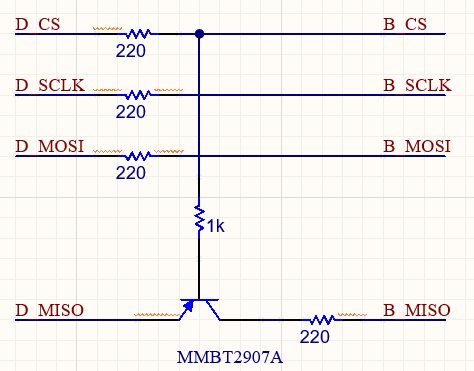 D_CS B_CS
220
D_SCLK B_SCLK
220
D_MOSI B_MOSI
220
1k
D_MISO B_MISO
220
MMBT2907A